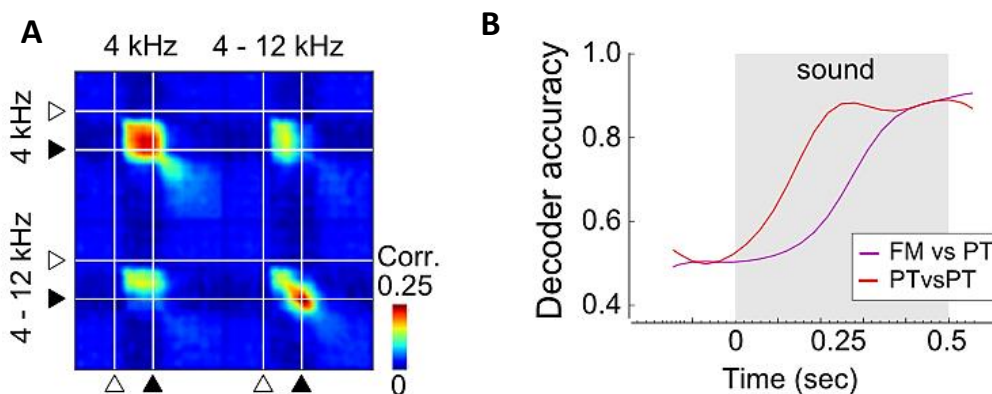 A
4 kHz 4 - 12 kHz
4 kHz
4 - 12 kHz
Corr.
0.25
0
B
1.0
0.8
0.6
0.4
Decoder accuracy
sound
FM vs PT
PTvsPT
0 0.25 0.5
Time (sec)